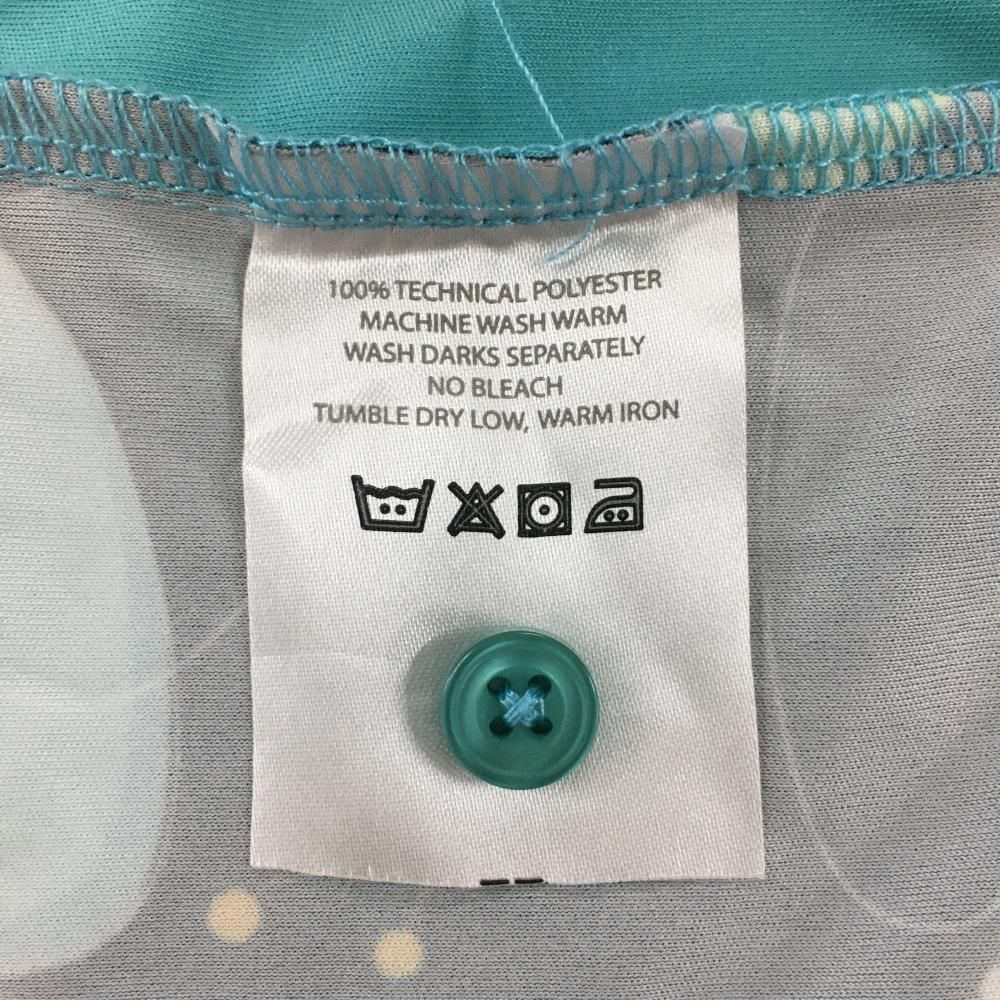 100% TECHNICAL POLYESTER
MACHINE WASH WARM
WASH DARKS SEPARATELY
NO BLEACH
TUMBLE DRY LOW, WARM IRON